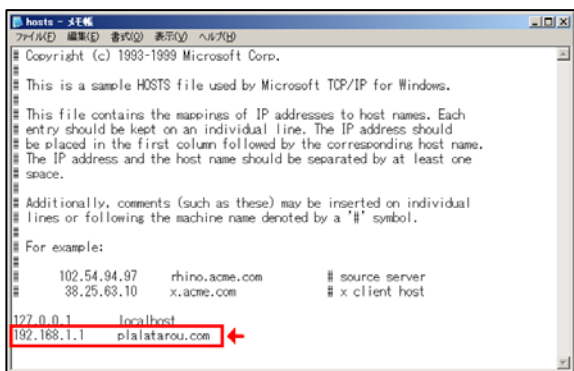 hosts - メモ帳
ファイル(F) 編集(E) 書式(O) 表示(V) ヘルプ(H)
# Copyright (c) 1993-1999 Microsoft Corp.
#
# This is a sample HOSTS file used by Microsoft TCP/IP for Windows.
#
# This file contains the mappings of IP addresses to host names. Each
# entry should be kept on an individual line. The IP address should
# be placed in the first column followed by the corresponding host name.
# The IP address and the host name should be separated by at least one
# space.
#
# Additionally, comments (such as these) may be inserted on individual
# lines or following the machine name denoted by a '#' symbol.
#
# For example:
#
# 102.54.94.97 rhino.acme.com # source server
# 38.25.63.10 x.acme.com # x client host
127.0.0.1 localhost
192.168.1.1 plalatarou.com